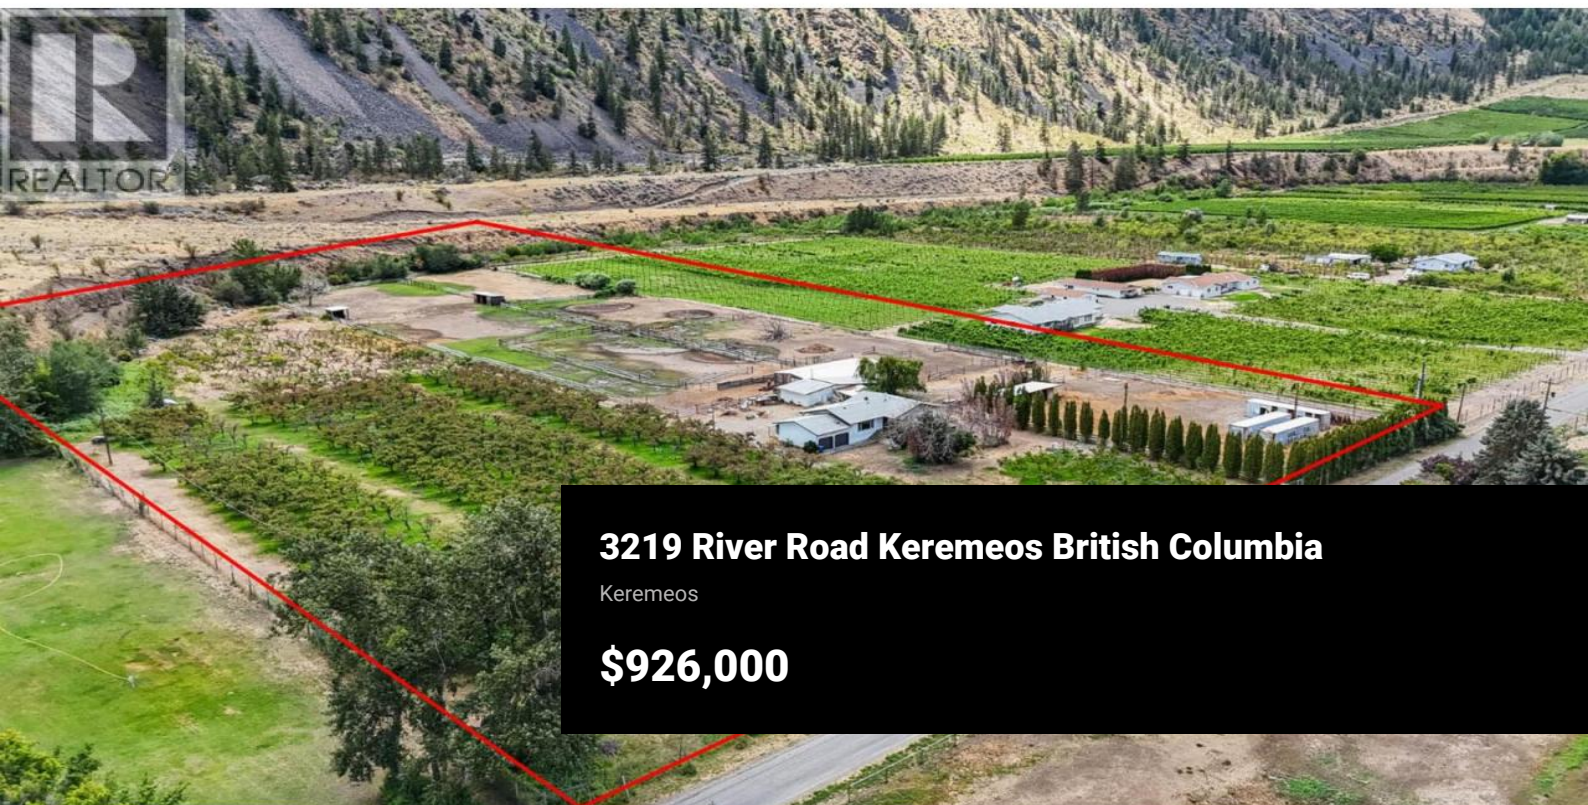 R
REALTOR
3219 River Road Keremeos British Columbia
Keremeos
$926,000